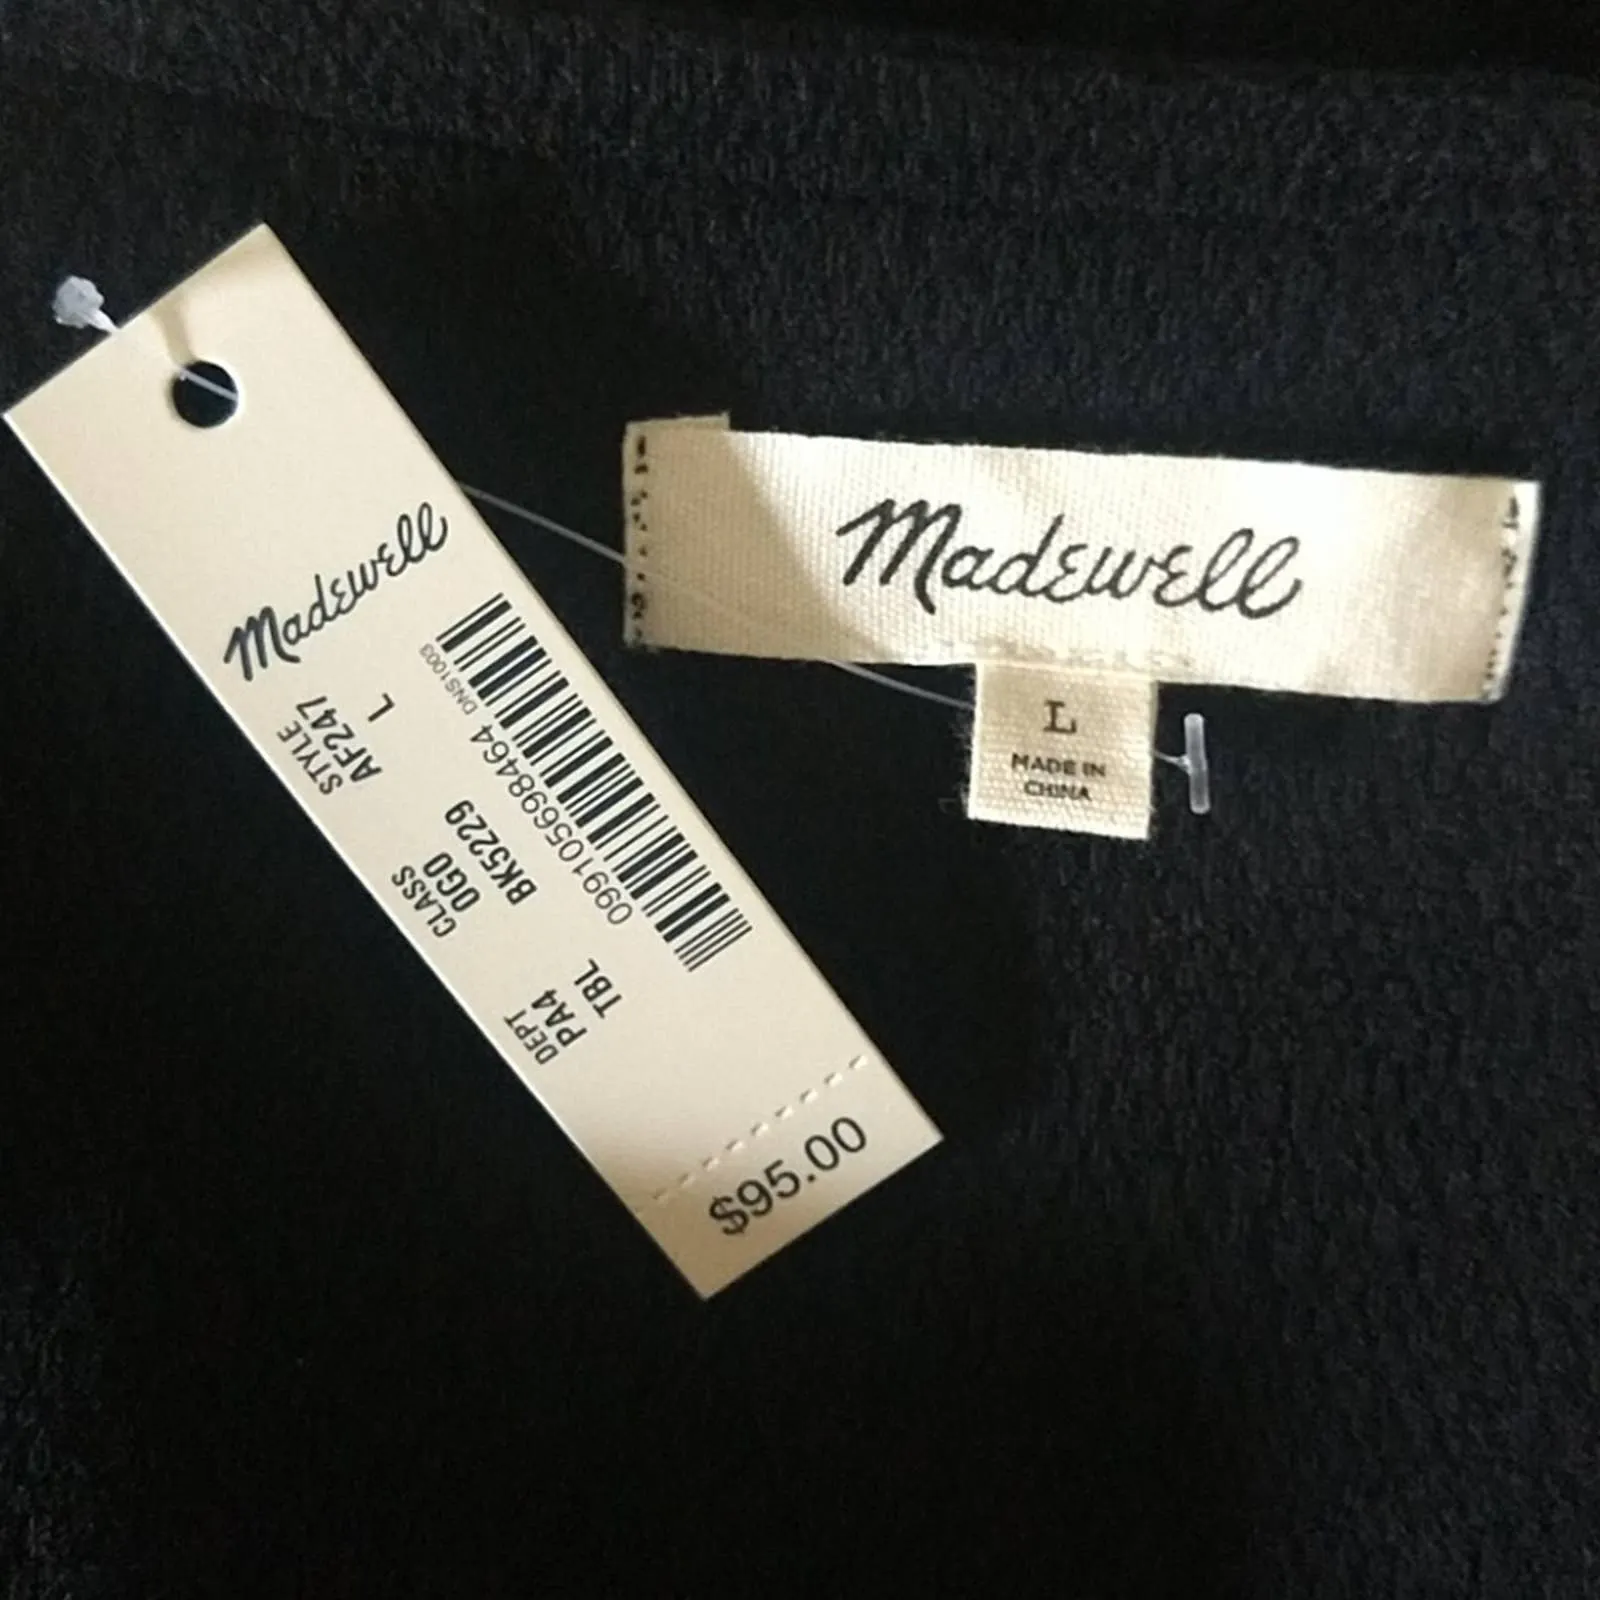 Madewell
STYLE
AF247
L
CLASS
0G0
BK5229
DEPT
PA4
TBL
099105698464 DNS1003
$95.00
Madewell
L
MADE IN
CHINA